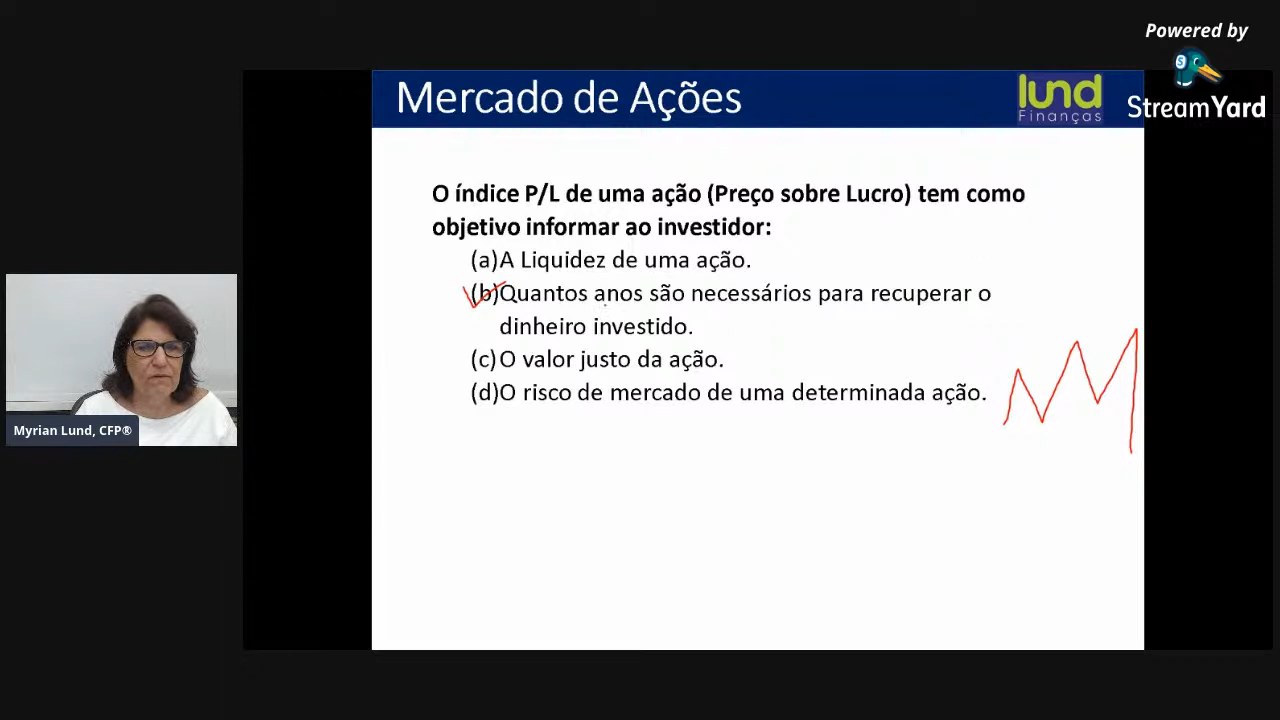 Powered by
S
StreamYard
Mercado de Ações
lund
Finanças
O índice P/L de uma ação (Preço sobre Lucro) tem como
objetivo informar ao investidor:
(a)A Liquidez de uma ação.
(b)Quantos anos são necessários para recuperar o
dinheiro investido.
(c)O valor justo da ação.
(d)O risco de mercado de uma determinada ação.
Myrian Lund, CFP®